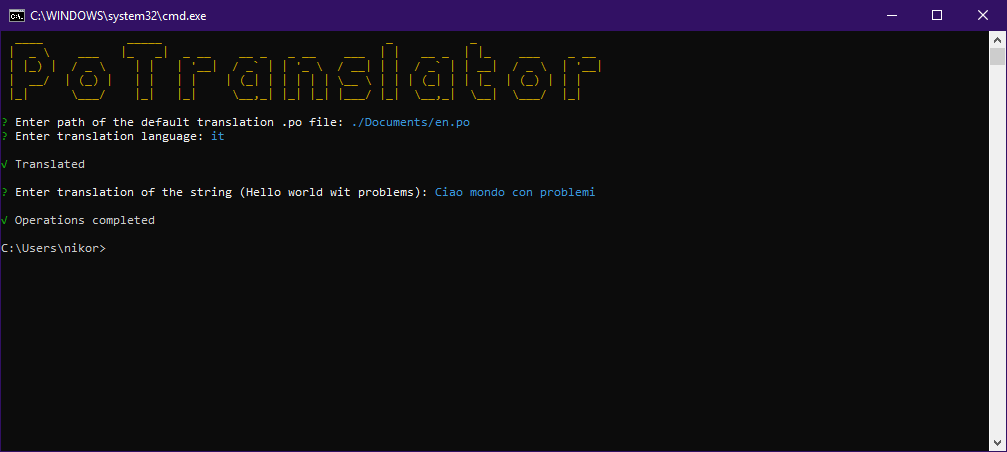 C:\WINDOWS\system32\cmd.exe
PoTranslator
? Enter path of the default translation .po file: ./Documents/en.po
? Enter translation language: it
√ Translated
? Enter translation of the string (Hello world wit problems): Ciao mondo con problemi
√ Operations completed
C:\Users\nikor>